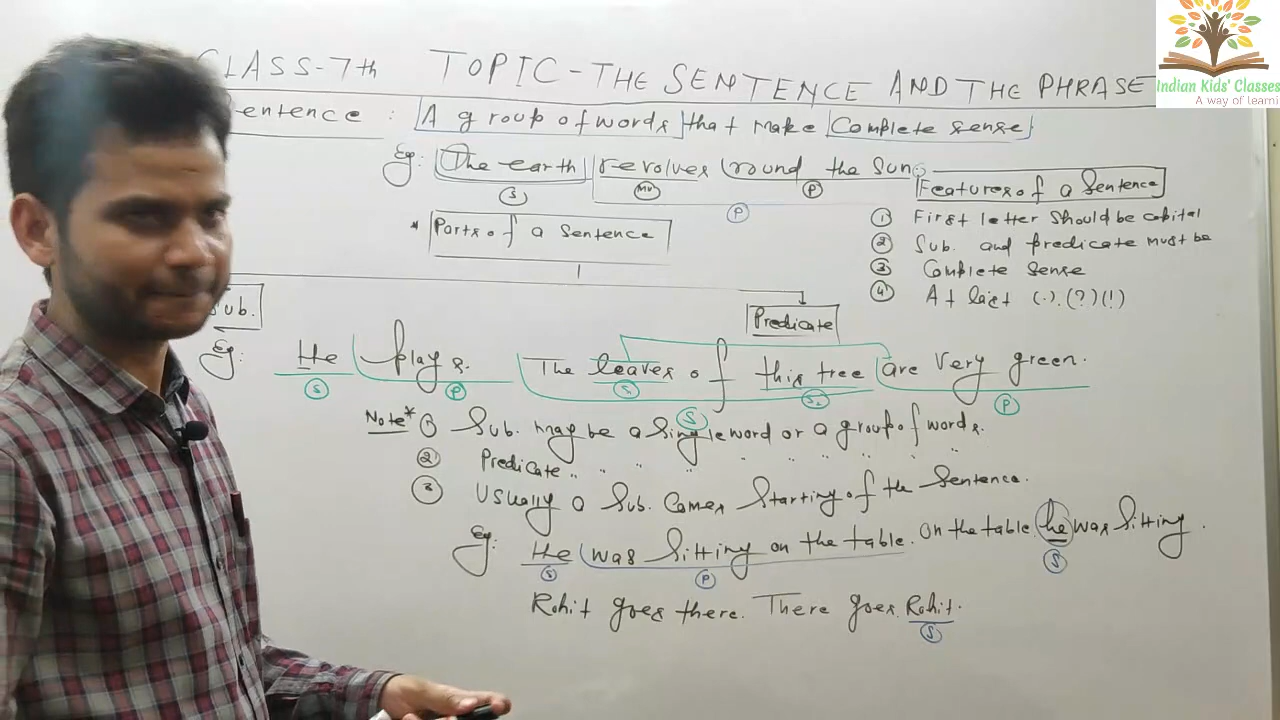 CLASS-7th TOPIC-THE SENTENCE AND THE PHRASE
Indian Kids' Classes
A way of learni
entence : A group of words that make Complete sense
Eg: The earth revolves round the Sun
S MV P
P
Features of a Sentence
① First letter should be capital
② Sub. and predicate must be
③ Complete sense
④ At last (.) (?) (!)
* Parts of a Sentence
Sub. Predicate
Eg: He plays. The leaves of this tree are very green.
S P S S₂ P
S
Note* ① Sub. may be a single word or a group of words.
② Predicate " " " " " " " " " "
③ Usually a Sub. Comes Starting of the Sentence.
Eg: He was sitting on the table. On the table he was sitting.
S P S
Rohit goes there. There goes Rohit.
S